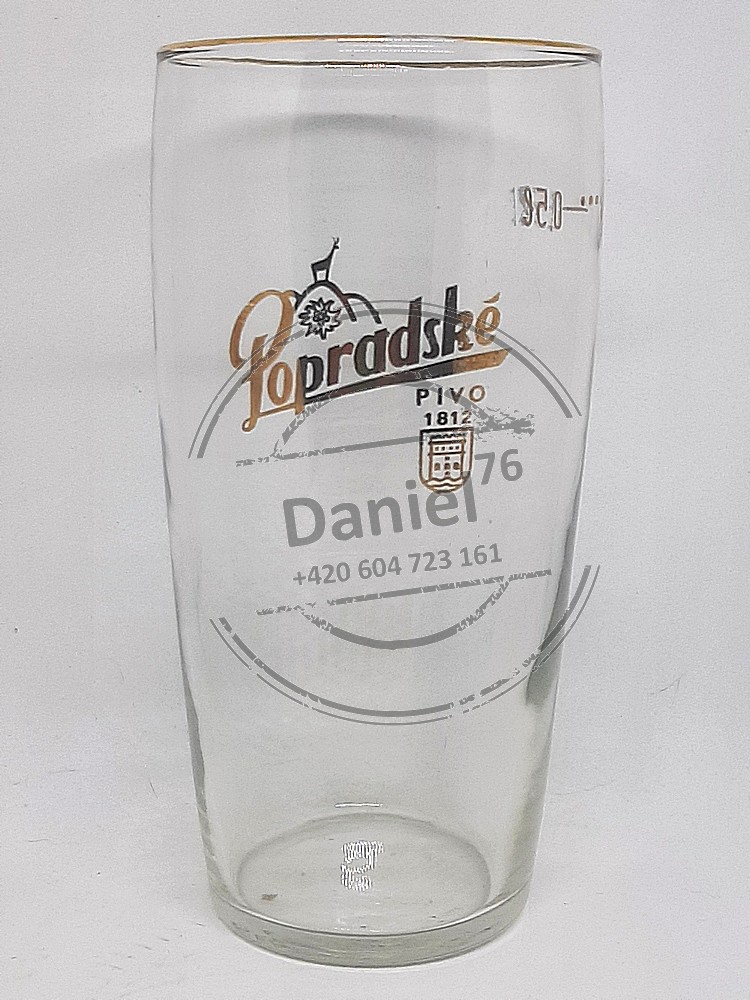 0,5ℓ
Popradské
PIVO
1812
Daniel'76
+420 604 723 161